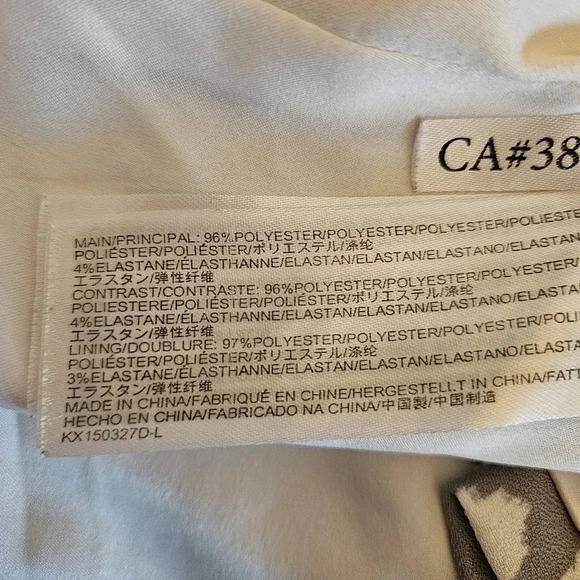 CA#38
MAIN/PRINCIPAL: 96%POLYESTER/POLYESTER/POLYESTER/POLIESTE
POLIÉSTER/POLIÉSTER/ポリエステル/涤纶
4%ELASTANE/ÉLASTHANNE/ELASTAN/ELASTAN/ELASTANO/ELASTAN
エラスタン/弹性纤维
CONTRAST/CONTRASTE: 96%POLYESTER/POLYESTER/
POLIESTERE/POLIÉSTER/POLIÉSTER/ポリエステル/涤纶
4%ELASTANE/ÉLASTHANNE/ELASTAN/ELASTAN/ELASTANO/ELASTA
エラスタン/弹性纤维
LINING/DOUBLURE: 97%POLYESTER/POLYESTER/POLYESTER/POLI
POLIÉSTER/POLIÉSTER/ポリエステル/涤纶
3%ELASTANE/ÉLASTHANNE/ELASTAN/ELASTAN/ELASTANO/ELASTA
エラスタン/弹性纤维
MADE IN CHINA/FABRIQUÉ EN CHINE/HERGESTELLT IN CHINA/FATT
HECHO EN CHINA/FABRICADO NA CHINA/中国製/中国制造
KX150327D-L